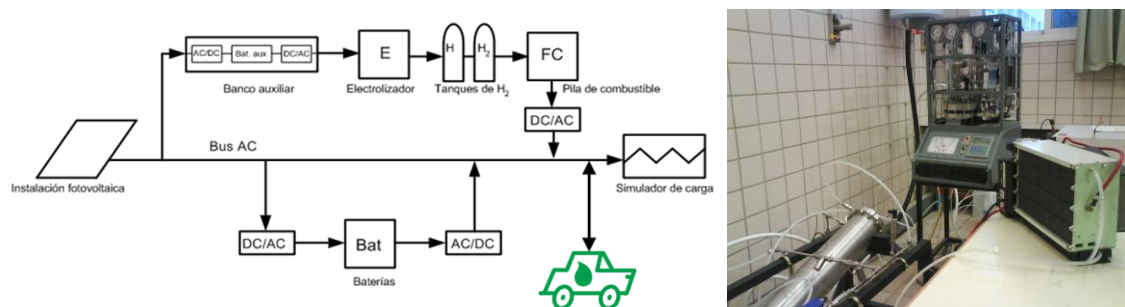 AC/DC
Bat. aux
DC/AC
Banco auxiliar
E
Electrolizador
H
H2
Tanques de H2
FC
Pila de combustible
DC/AC
Bus AC
Instalación fotovoltaica
Simulador de carga
DC/AC
Bat
Baterías
AC/DC